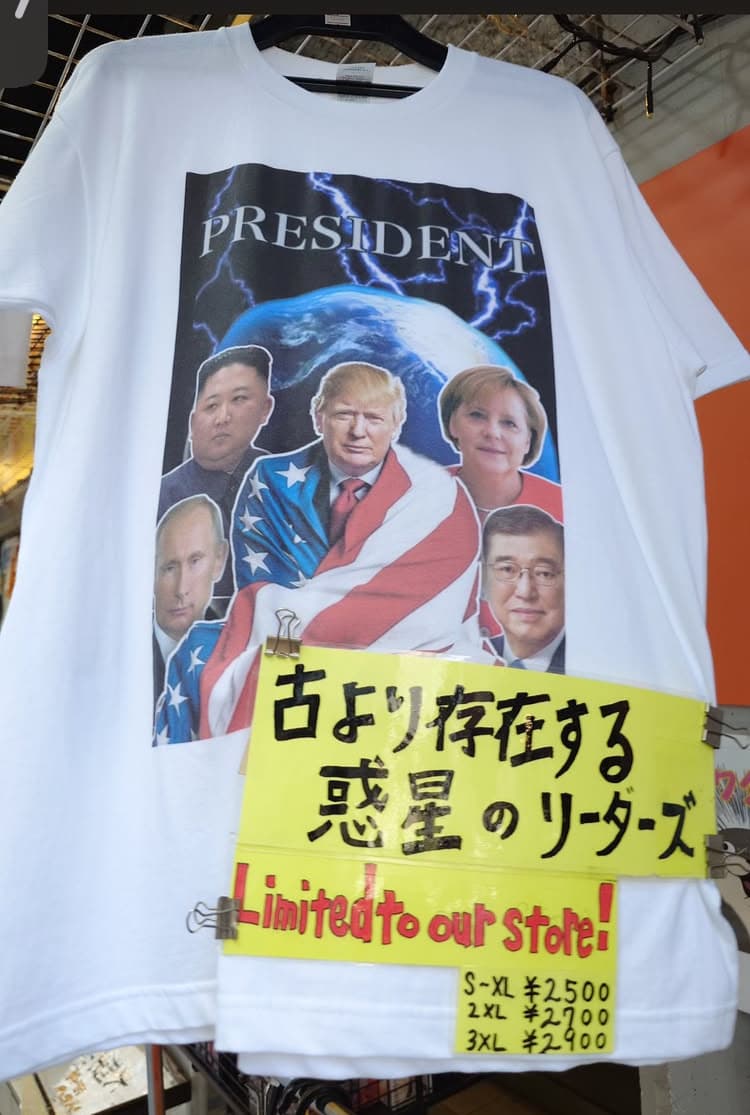 PRESIDENT
古より存在する
惑星のリーダーズ
Limited to our store!
S~XL ¥2500
2XL ¥2700
3XL ¥2900